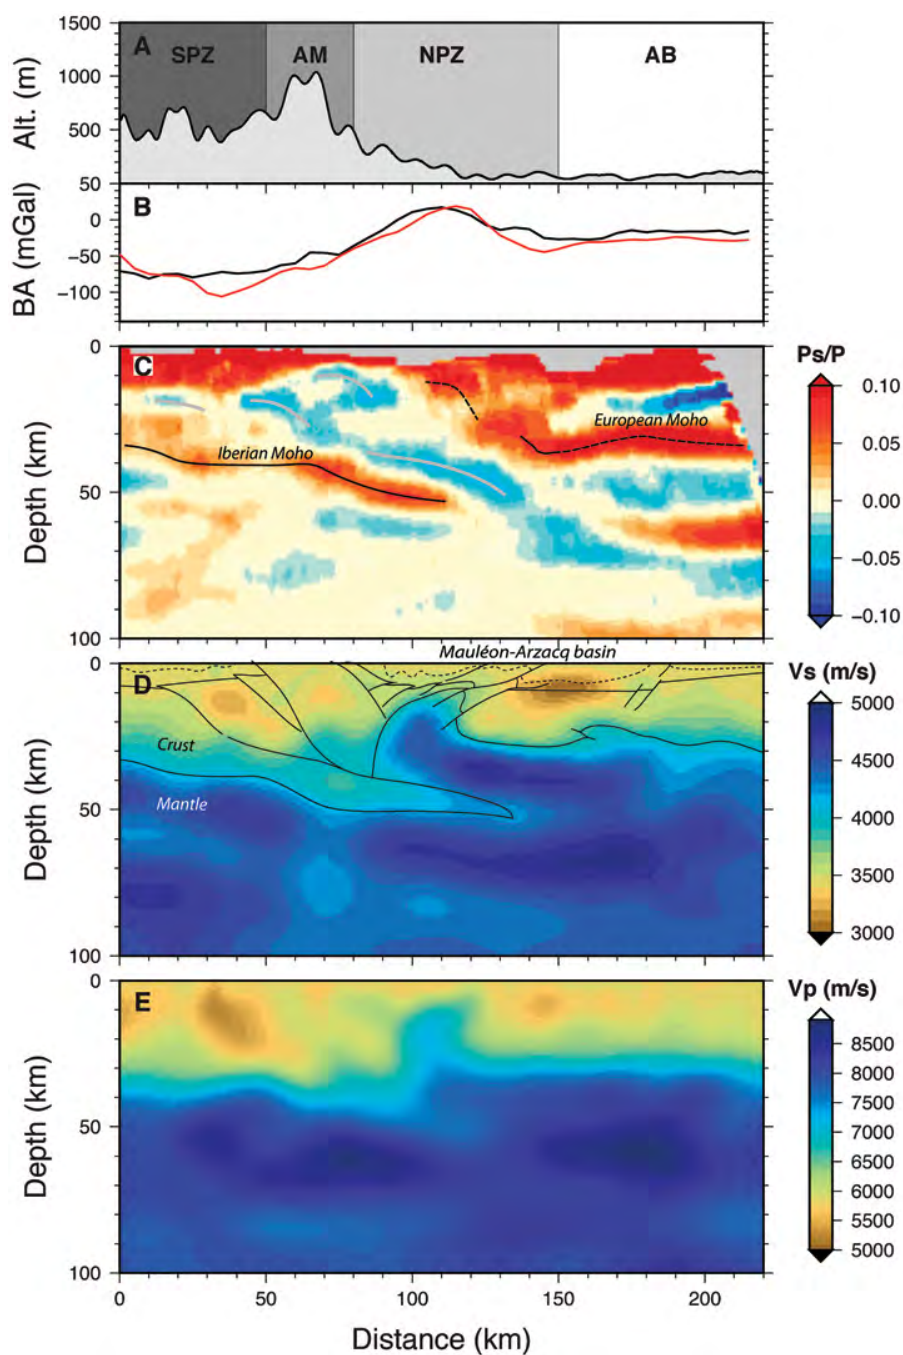 1500
1000
500
50
Alt. (m)
A
SPZ
AM
NPZ
AB
0
−50
−100
BA (mGal)
B
0
50
100
Depth (km)
C
Iberian Moho
European Moho
Ps/P
0.10
0.05
0.00
−0.05
−0.10
Mauléon-Arzacq basin
0
50
100
Depth (km)
D
Crust
Mantle
Vs (m/s)
5000
4500
4000
3500
3000
0
50
100
Depth (km)
E
Vp (m/s)
8500
8000
7500
7000
6500
6000
5500
5000
0 50 100 150 200
Distance (km)